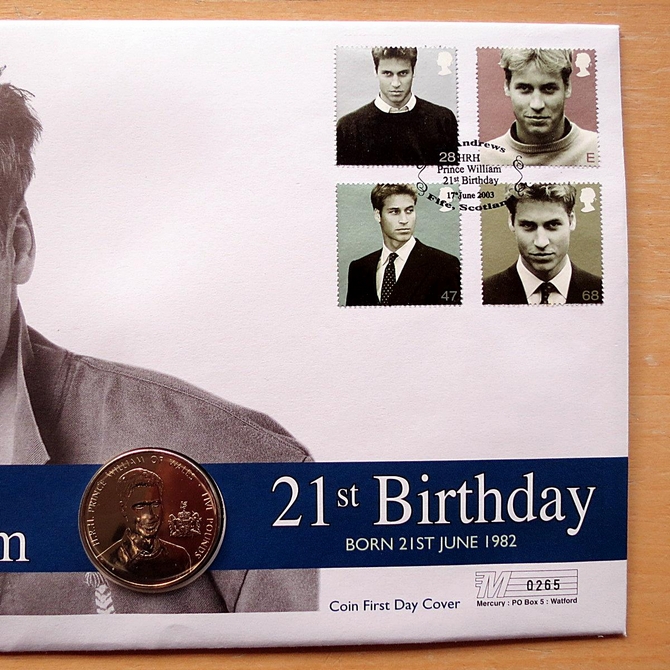 28
E
St Andrews
HRH
Prince William
21st Birthday
17th June 2003
Fife, Scotland
47
68
H.R.H. PRINCE WILLIAM OF WALES • FIVE POUNDS
m
21st Birthday
BORN 21ST JUNE 1982
Coin First Day Cover
M
0265
Mercury : PO Box 5 : Watford